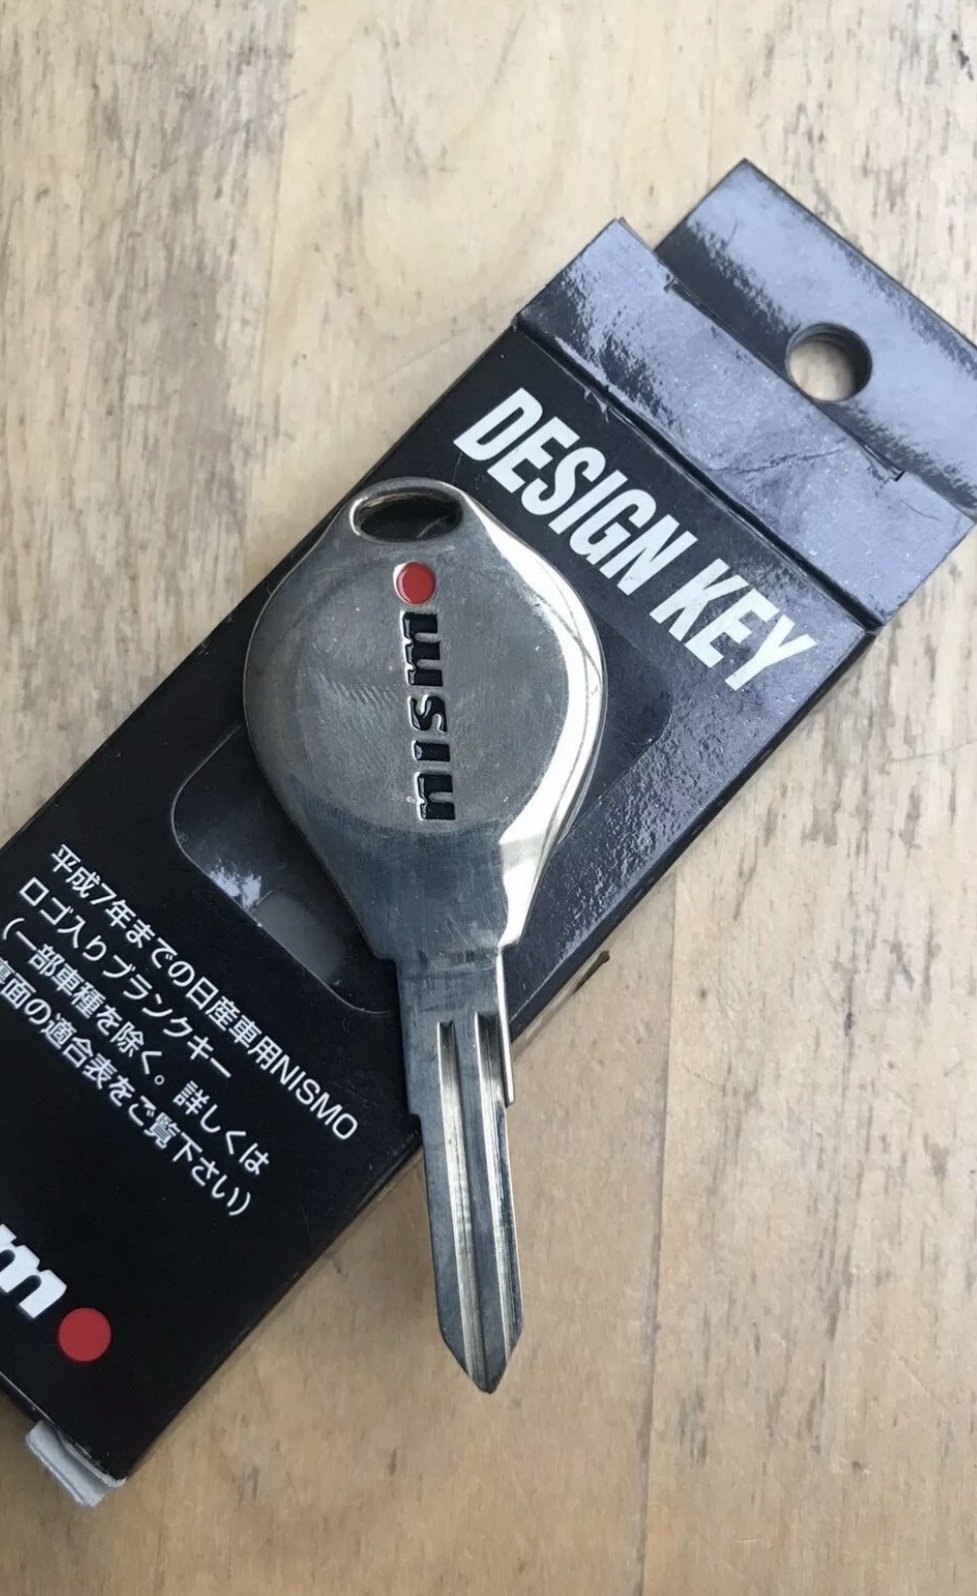 DESIGN KEY
nismo
平成7年までの日産車用NISMO
ロゴ入りブランクキー
(一部車種を除く。詳しくは
裏面の適合表をご覧下さい)